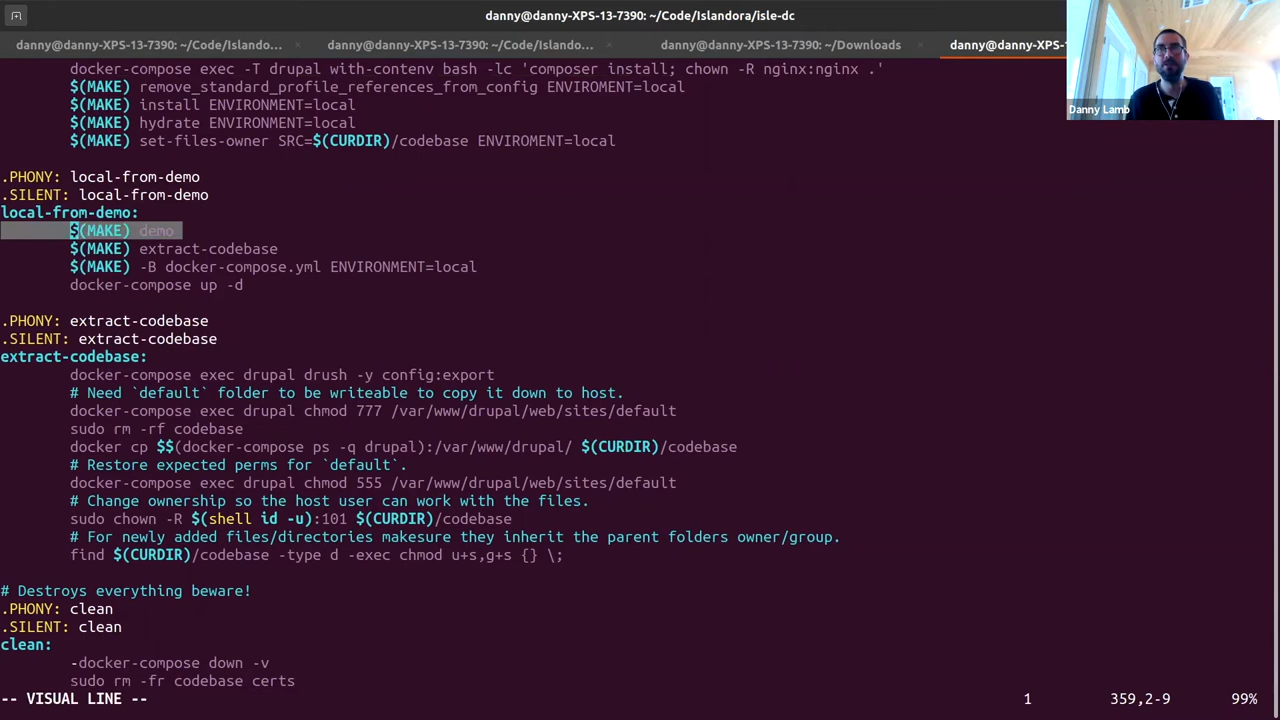 danny@danny-XPS-13-7390: ~/Code/Islandora/isle-dc
danny@danny-XPS-13-7390: ~/Code/Islando... × danny@danny-XPS-13-7390: ~/Code/Islando... × danny@danny-XPS-13-7390: ~/Downloads × danny@danny-XPS-1
docker-compose exec -T drupal with-contenv bash -lc 'composer install; chown -R nginx:nginx .'
$(MAKE) remove_standard_profile_references_from_config ENVIROMENT=local
$(MAKE) install ENVIRONMENT=local
$(MAKE) hydrate ENVIRONMENT=local
$(MAKE) set-files-owner SRC=$(CURDIR)/codebase ENVIROMENT=local
.PHONY: local-from-demo
.SILENT: local-from-demo
local-from-demo:
$(MAKE) demo
$(MAKE) extract-codebase
$(MAKE) -B docker-compose.yml ENVIRONMENT=local
docker-compose up -d
.PHONY: extract-codebase
.SILENT: extract-codebase
extract-codebase:
docker-compose exec drupal drush -y config:export
# Need `default` folder to be writeable to copy it down to host.
docker-compose exec drupal chmod 777 /var/www/drupal/web/sites/default
sudo rm -rf codebase
docker cp $$(docker-compose ps -q drupal):/var/www/drupal/ $(CURDIR)/codebase
# Restore expected perms for `default`.
docker-compose exec drupal chmod 555 /var/www/drupal/web/sites/default
# Change ownership so the host user can work with the files.
sudo chown -R $(shell id -u):101 $(CURDIR)/codebase
# For newly added files/directories makesure they inherit the parent folders owner/group.
find $(CURDIR)/codebase -type d -exec chmod u+s,g+s {} \;
# Destroys everything beware!
.PHONY: clean
.SILENT: clean
clean:
-docker-compose down -v
sudo rm -fr codebase certs
-- VISUAL LINE -- 1 359,2-9 99%
Danny Lamb